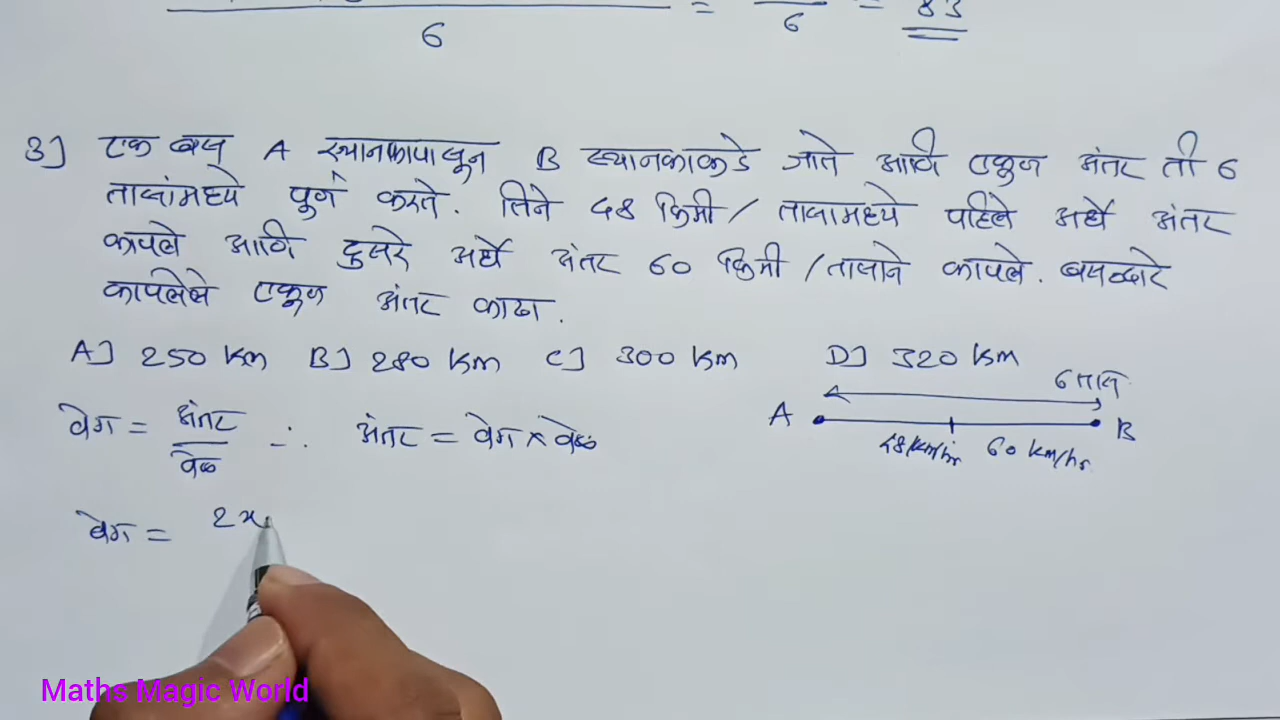 6 = 6 = 83
3] एक बस A स्थानकापासून B स्थानकाकडे जाते आणि एकूण अंतर ती 6
तासांमध्ये पूर्ण करते. तिने 48 किमी / तासामध्ये पहिले अर्धे अंतर
कापले आणि दुसरे अर्धे अंतर 60 किमी / तासाने कापले. बसद्वारे
कापलेले एकूण अंतर काढा.
A] 250 Km B] 280 Km C] 300 Km D] 320 Km
6 तास
A B
48 km/hr 60 km/hr
वेग = अंतर / वेळ ∴ अंतर = वेग × वेळ
वेग = 2x
Maths Magic World